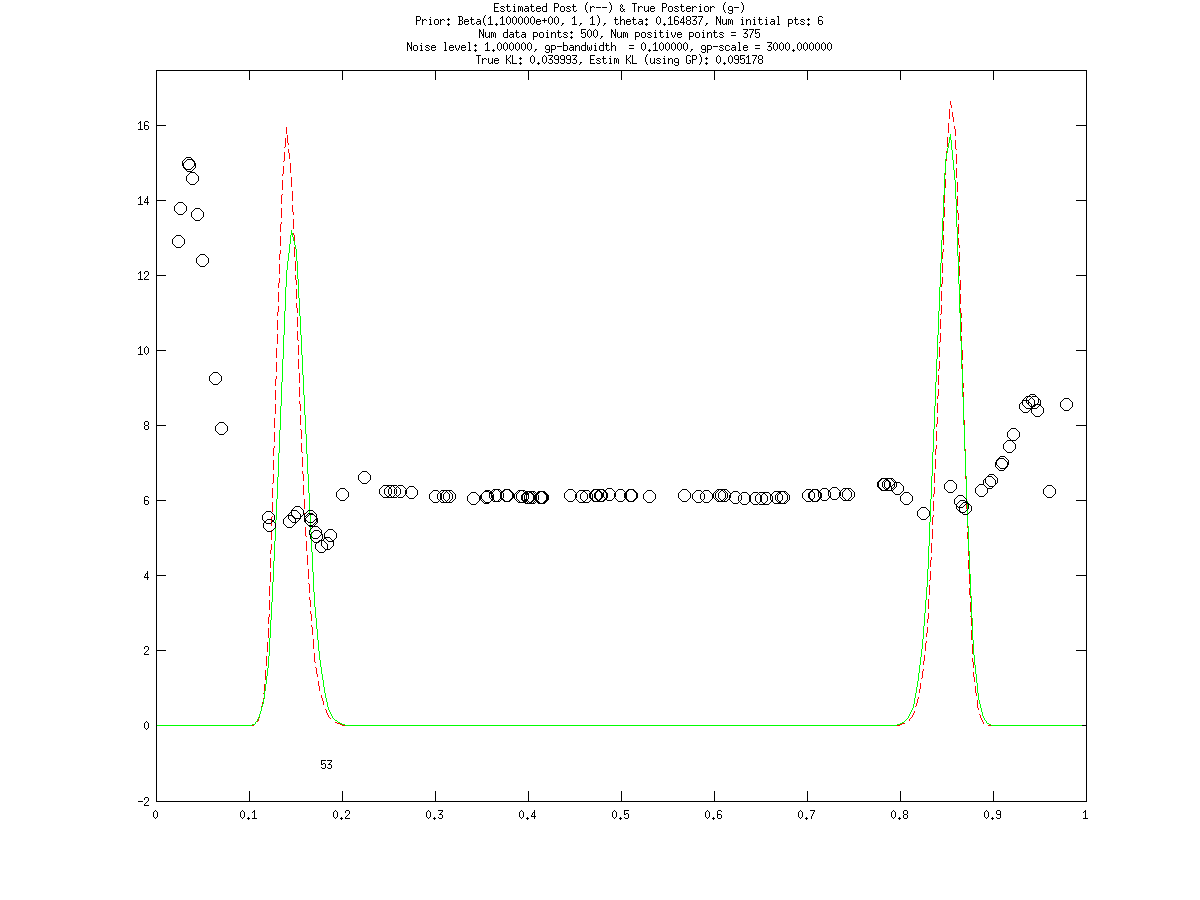 Estimated Post (r--) & True Posterior (g-)
Prior: Beta(1.100000e+00, 1, 1), theta: 0.164837, Num initial pts: 6
Num data points: 500, Num positive points = 375
Noise level: 1.000000, gp-bandwidth  = 0.100000, gp-scale = 3000.000000
True KL: 0.039993, Estim KL (using GP): 0.095178
16
14
12
10
8
6
4
2
0
53
-2
0 0.1 0.2 0.3 0.4 0.5 0.6 0.7 0.8 0.9 1